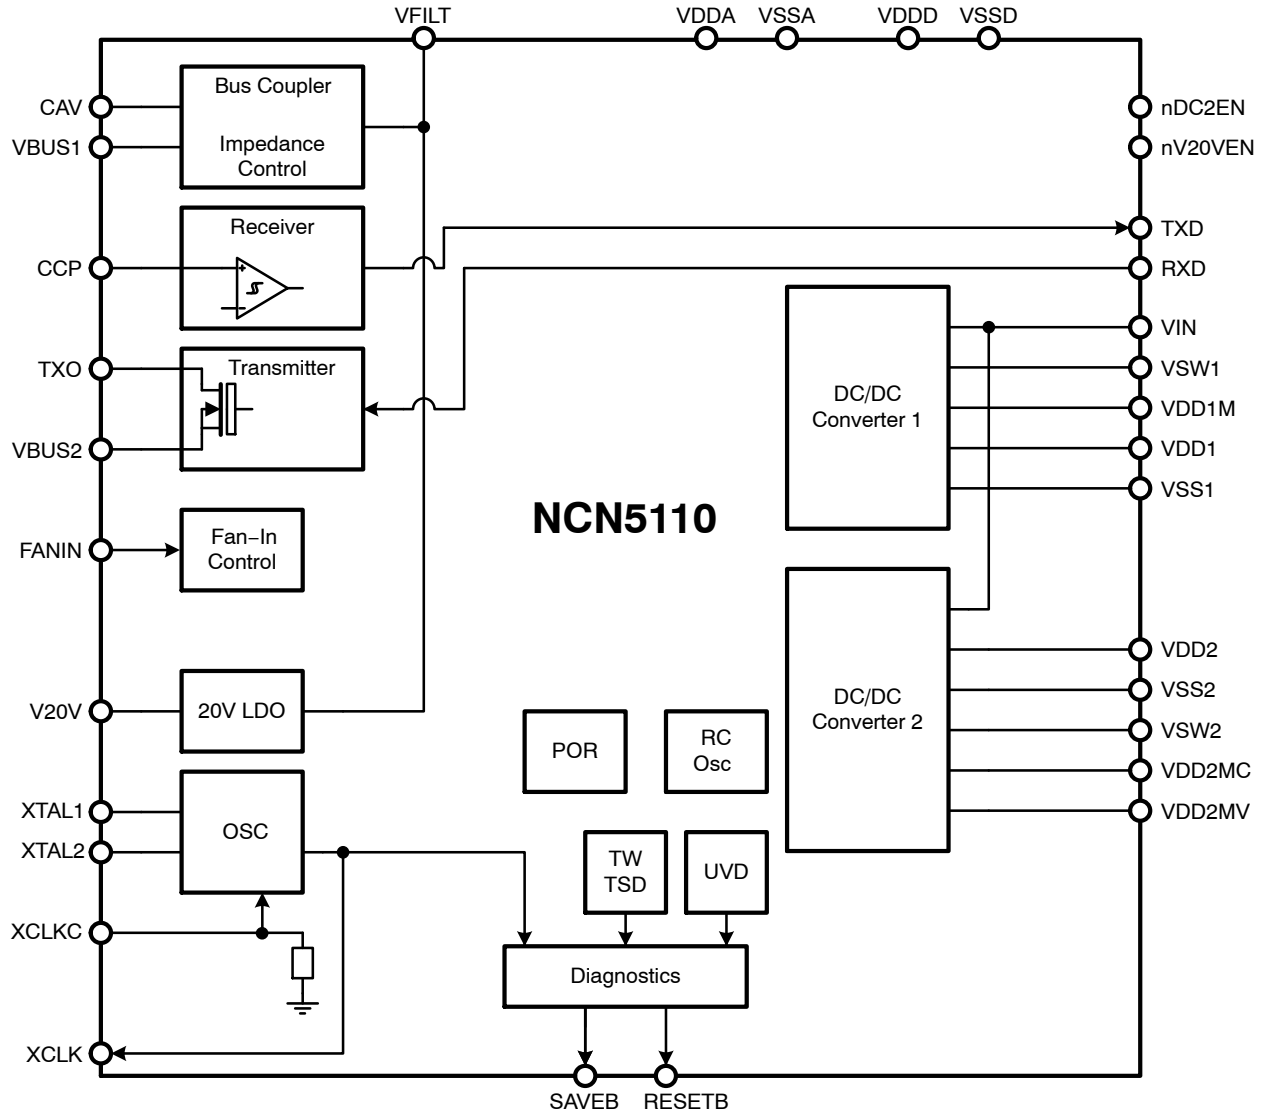 VFILT
VDDA
VSSA
VDDD
VSSD
CAV
VBUS1
Bus Coupler
Impedance
Control
nDC2EN
nV20VEN
CCP
Receiver
+
TXD
RXD
TXO
VBUS2
Transmitter
DC/DC
Converter 1
VIN
VSW1
VDD1M
VDD1
VSS1
NCN5110
FANIN
Fan-In
Control
V20V
20V LDO
POR
RC
Osc
DC/DC
Converter 2
VDD2
VSS2
VSW2
VDD2MC
VDD2MV
XTAL1
XTAL2
OSC
TW
TSD
UVD
XCLKC
Diagnostics
XCLK
SAVEB
RESETB